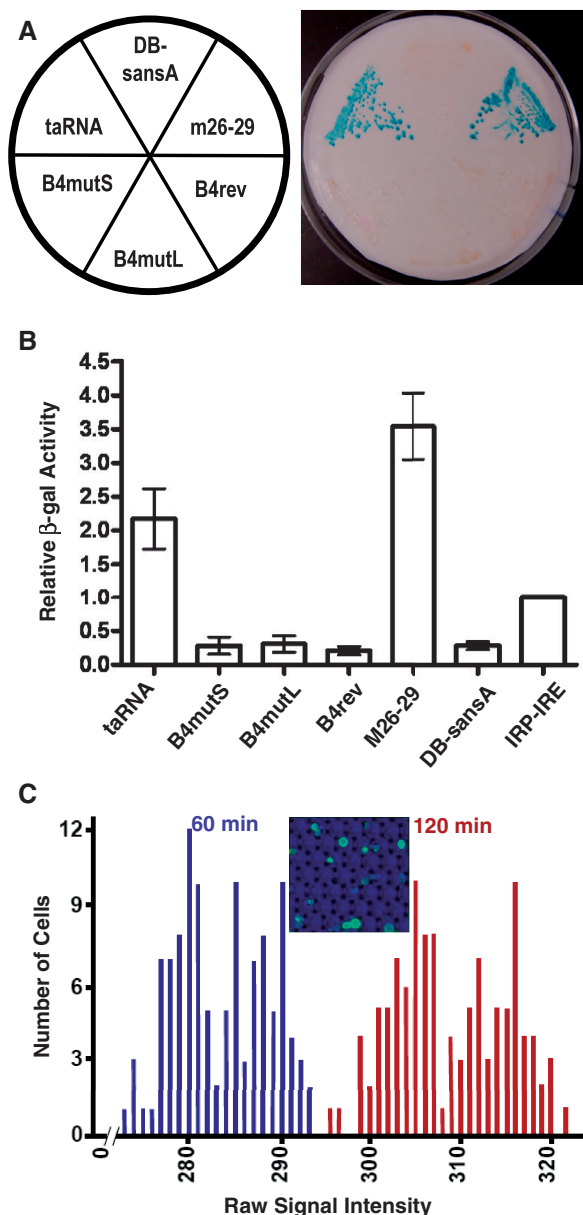 A
DB-
sansA
taRNA
m26-29
B4mutS
B4rev
B4mutL
B
Relative β-gal Activity
4.5
4.0
3.5
3.0
2.5
2.0
1.5
1.0
0.5
0.0
taRNA
B4mutS
B4mutL
B4rev
M26-29
DB-sansA
IRP-IRE
C
60 min
120 min
Number of Cells
12
9
6
3
0
0
280
290
300
310
320
Raw Signal Intensity